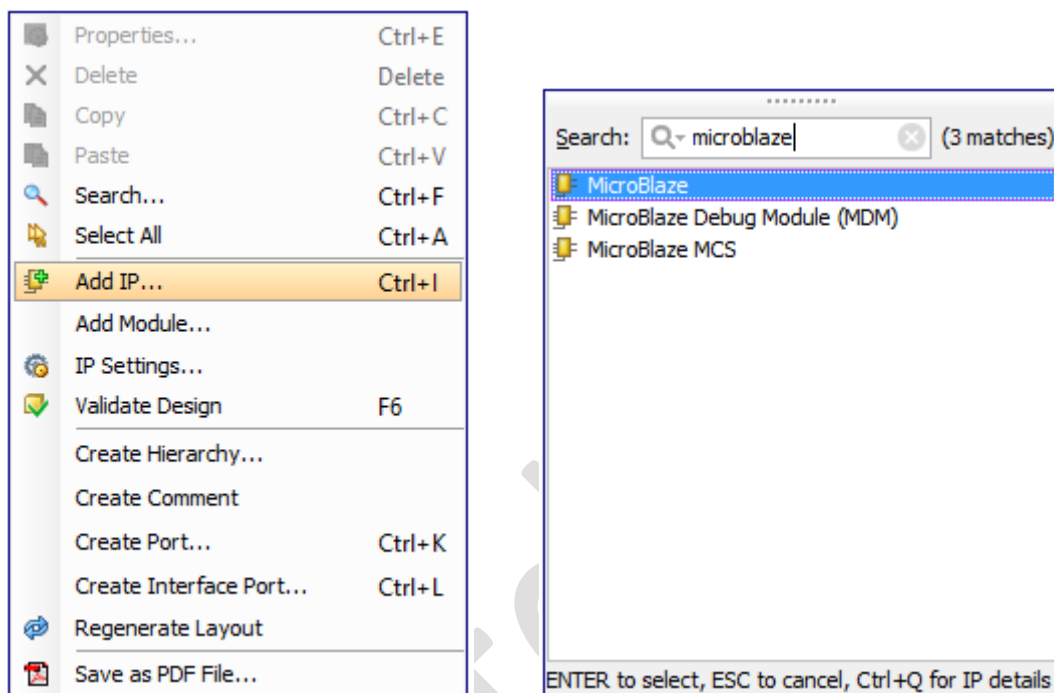 Properties... Ctrl+E
Delete Delete
Copy Ctrl+C
Paste Ctrl+V
Search... Ctrl+F
Select All Ctrl+A
Add IP... Ctrl+I
Add Module...
IP Settings...
Validate Design F6
Create Hierarchy...
Create Comment
Create Port... Ctrl+K
Create Interface Port... Ctrl+L
Regenerate Layout
Save as PDF File...
Search: microblaze (3 matches)
MicroBlaze
MicroBlaze Debug Module (MDM)
MicroBlaze MCS
ENTER to select, ESC to cancel, Ctrl+Q for IP details